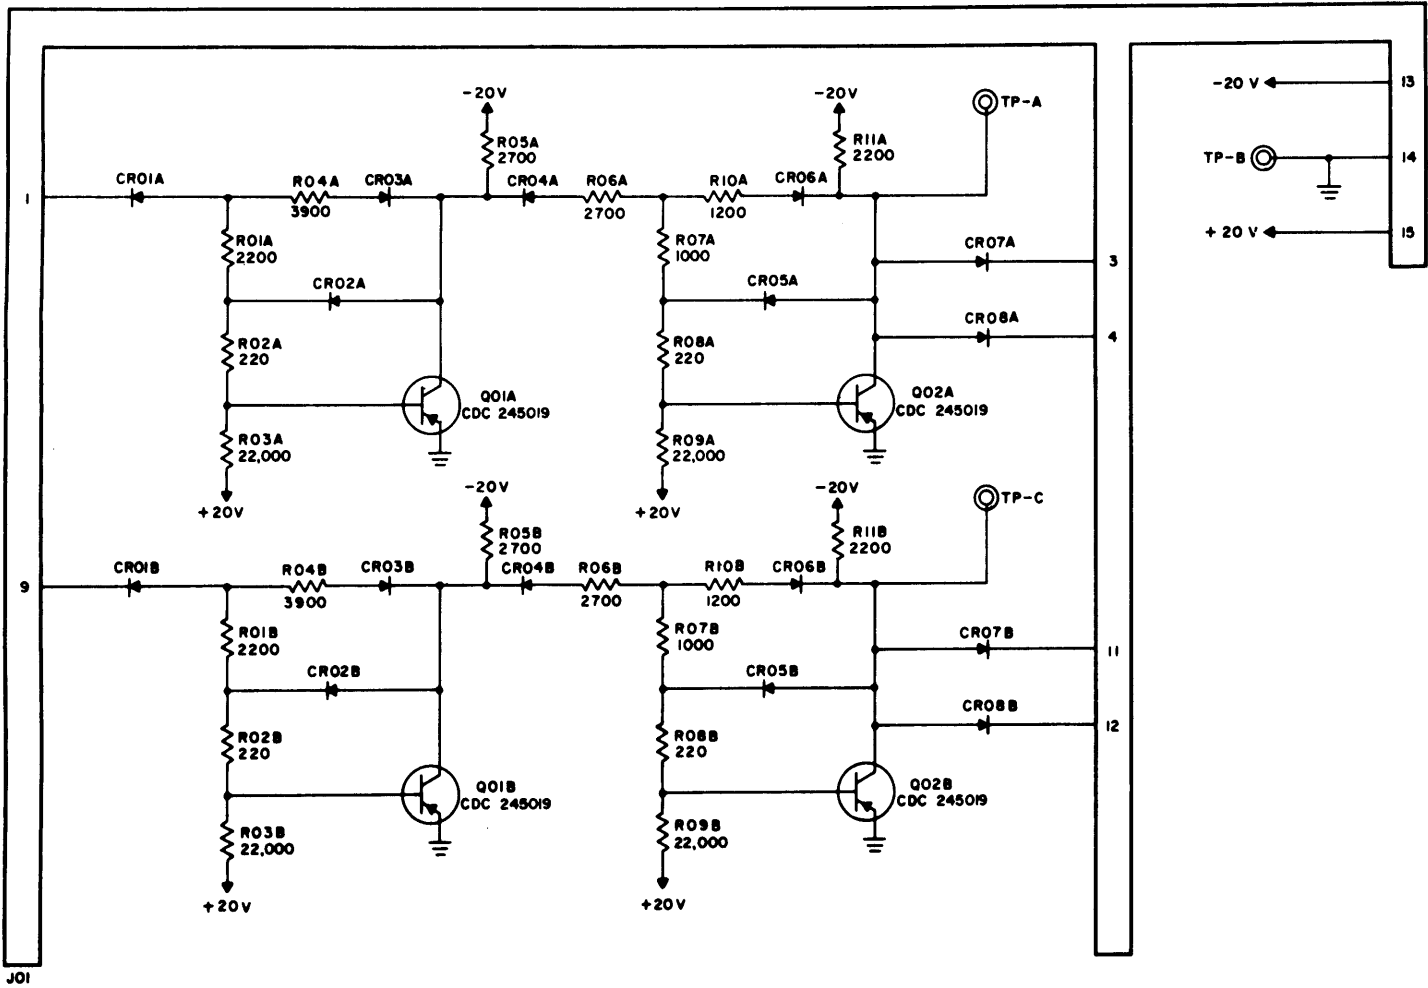 -20V
-20V
TP-A
-20 V
13
R05A
2700
R11A
2200
TP-B
14
CR01A
R04A
CR03A
CR04A
R06A
R10A
CR06A
1
3900
2700
1200
R01A
2200
R07A
1000
CR07A
+ 20 V
15
3
CR02A
CR05A
CR08A
R02A
220
R08A
220
4
Q01A
CDC 245019
Q02A
CDC 245019
R03A
22,000
R09A
22,000
+20V
-20V
+20V
-20V
TP-C
R05B
2700
R11B
2200
CR01B
R04B
CR03B
CR04B
R06B
R10B
CR06B
9
3900
2700
1200
R01B
2200
R07B
1000
CR07B
11
CR02B
CR05B
CR08B
R02B
220
R08B
220
12
Q01B
CDC 245019
Q02B
CDC 245019
R03B
22,000
R09B
22,000
+20V
+20V
J01